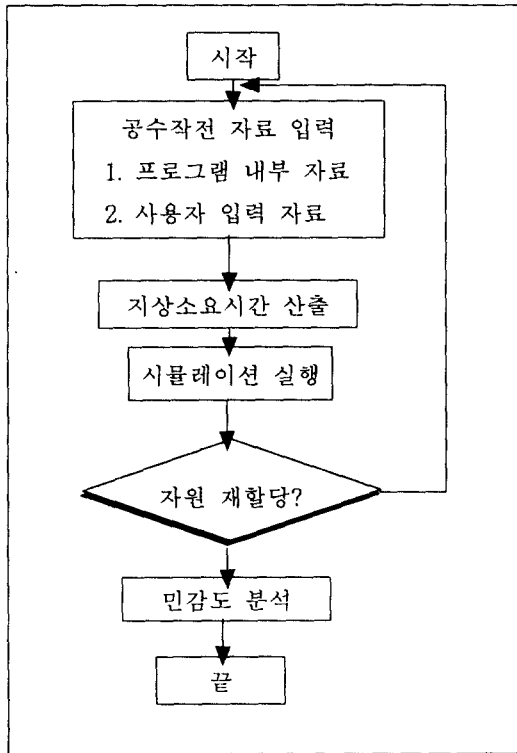 시작
공수작전 자료 입력
1. 프로그램 내부 자료
2. 사용자 입력 자료
지상소요시간 산출
시뮬레이션 실행
자원 재할당?
민감도 분석
끝